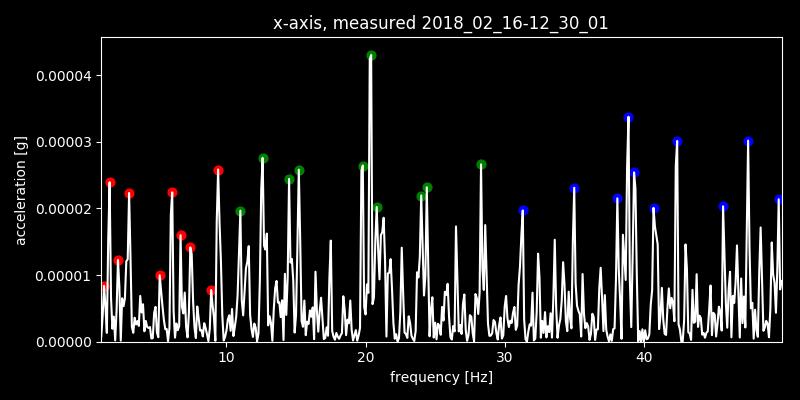 x-axis, measured 2018_02_16-12_30_01
0.00004
0.00003
0.00002
0.00001
0.00000
acceleration [g]
10 20 30 40
frequency [Hz]